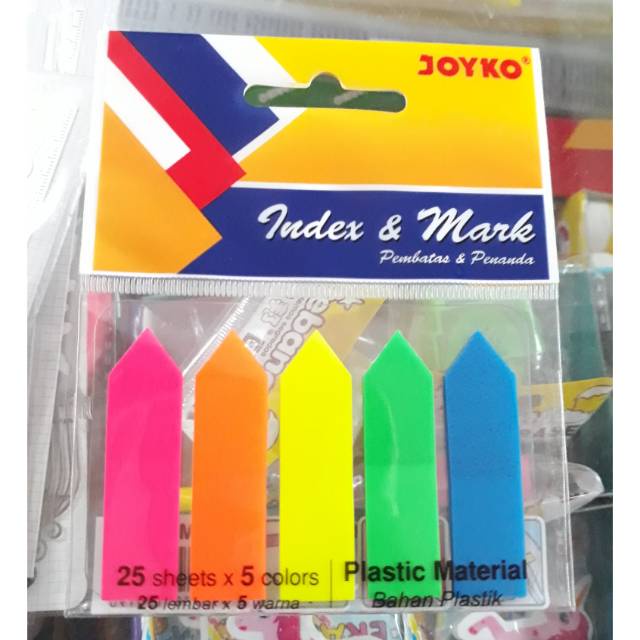 JOYKO®
Index & Mark
Pembatas & Penanda
25 sheets x 5 colors
25 lembar x 5 warna
Plastic Material
Bahan Plastik